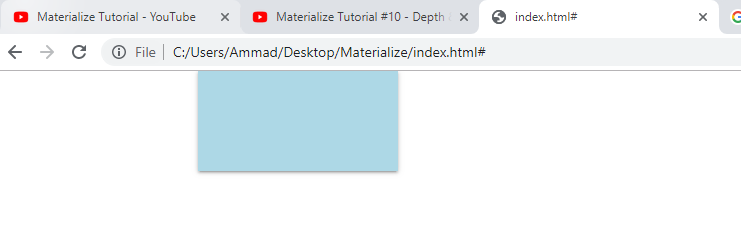 Materialize Tutorial - YouTube
Materialize Tutorial #10 - Depth
index.html#
File
C:/Users/Ammad/Desktop/Materialize/index.html#